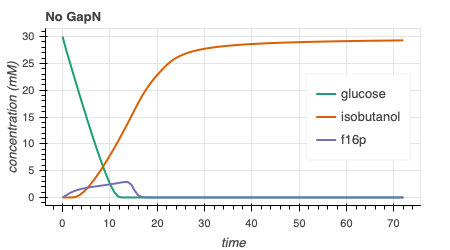 No GapN
concentration (mM)
30
25
20
15
10
5
0
glucose
isobutanol
f16p
0 10 20 30 40 50 60 70
time